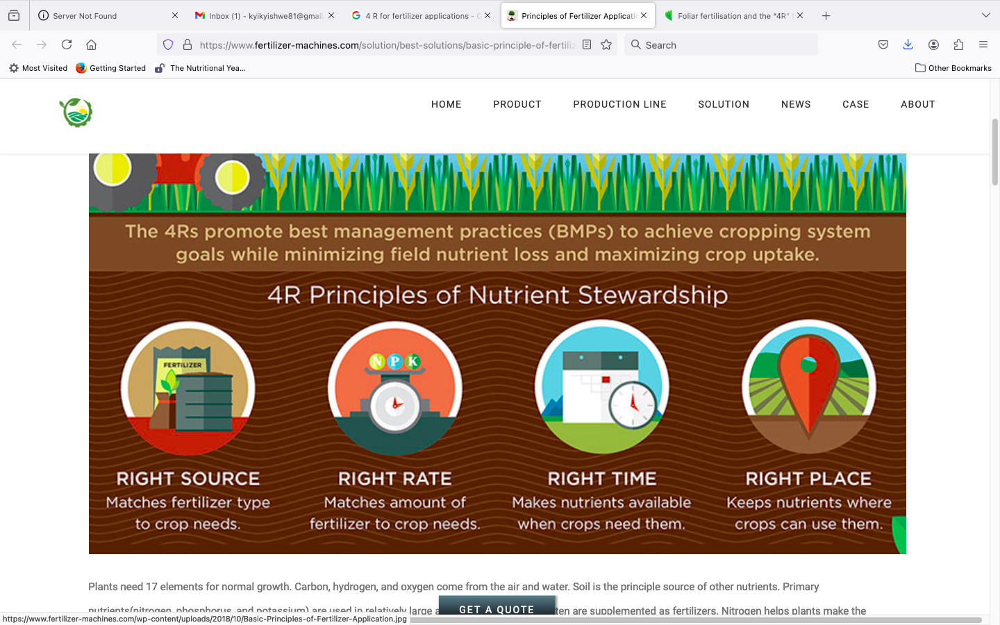 Server Not Found
Inbox (1) - kyikyishwe81@gmail.
4 R for fertilizer applications - G
Principles of Fertilizer Applicatio
Foliar fertilisation and the “4R”
https://www.fertilizer-machines.com/solution/best-solutions/basic-principle-of-fertiliz
Search
Most Visited
Getting Started
The Nutritional Yea...
Other Bookmarks
HOME
PRODUCT
PRODUCTION LINE
SOLUTION
NEWS
CASE
ABOUT
The 4Rs promote best management practices (BMPs) to achieve cropping system
goals while minimizing field nutrient loss and maximizing crop uptake.
4R Principles of Nutrient Stewardship
FERTILIZER
N P K
RIGHT SOURCE
Matches fertilizer type
to crop needs.
RIGHT RATE
Matches amount of
fertilizer to crop needs.
RIGHT TIME
Makes nutrients available
when crops need them.
RIGHT PLACE
Keeps nutrients where
crops can use them.
Plants need 17 elements for normal growth. Carbon, hydrogen, and oxygen come from the air and water. Soil is the principle source of other nutrients. Primary
nutrients(nitrogen, phosphorus, and potassium) are used in relatively large
are supplemented as fertilizers. Nitrogen helps plants make the
GET A QUOTE
https://www.fertilizer-machines.com/wp-content/uploads/2018/10/Basic-Principles-of-Fertilizer-Application.jpg